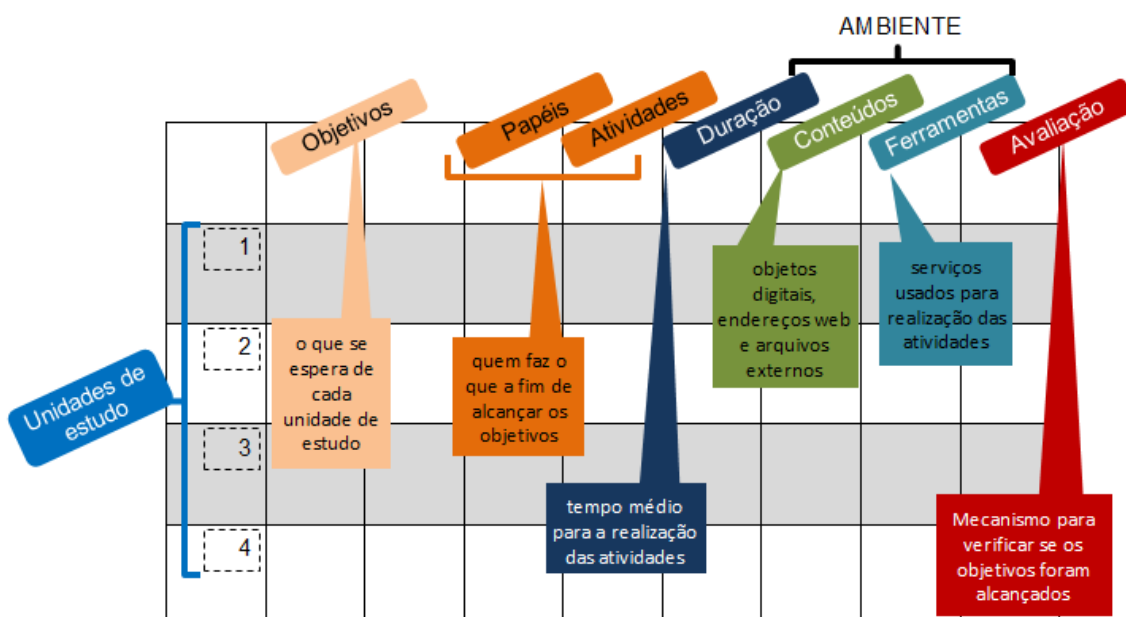 AMBIENTE
Objetivos
Papéis
Atividades
Duração
Conteúdos
Ferramentas
Avaliação
Unidades de
estudo
1
2
3
4
o que se
espera de
cada
unidade de
estudo
quem faz o
que a fim de
alcançar os
objetivos
tempo médio
para a realização
das atividades
objetos
digitais,
endereços web
e arquivos
externos
serviços
usados para
realização das
atividades
Mecanismo para
verificar se os
objetivos foram
alcançados